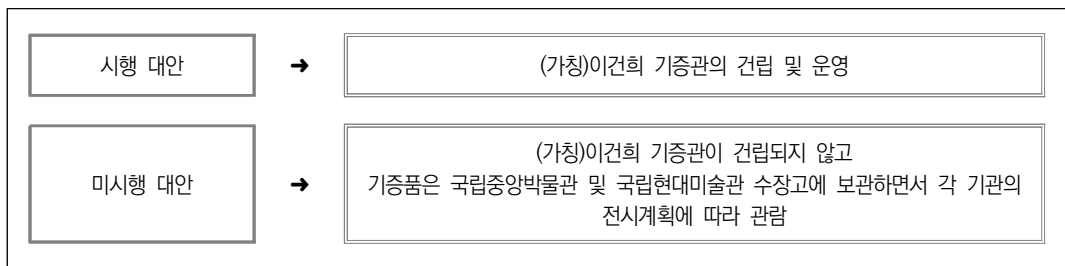 시행 대안 ➜ (가칭)이건희 기증관의 건립 및 운영
(가칭)이건희 기증관이 건립되지 않고
미시행 대안 ➜ 기증품은 국립중앙박물관 및 국립현대미술관 수장고에 보관하면서 각 기관의
전시계획에 따라 관람